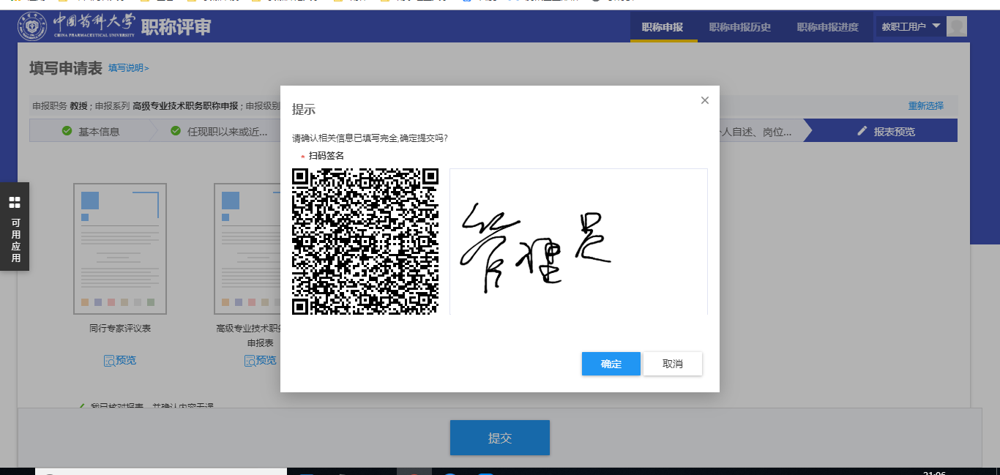 中国药科大学
CHINA PHARMACEUTICAL UNIVERSITY
职称评审
职称申报
职称申报历史
职称申报进度
教职工用户
填写申请表 填写说明>
申报职务 教授 ; 申报系列 高级专业技术职务职称申报 ; 申报级别
重新选择
基本信息
任现职以来或近...
人自述、岗位...
报表预览
可用应用
提示
请确认相关信息已填写完全,确定提交吗?
* 扫码签名
管理员
确定
取消
同行专家评议表
预览
高级专业技术职务
申报表
预览
我已核对报表，并确认内容无误
提交
21:06